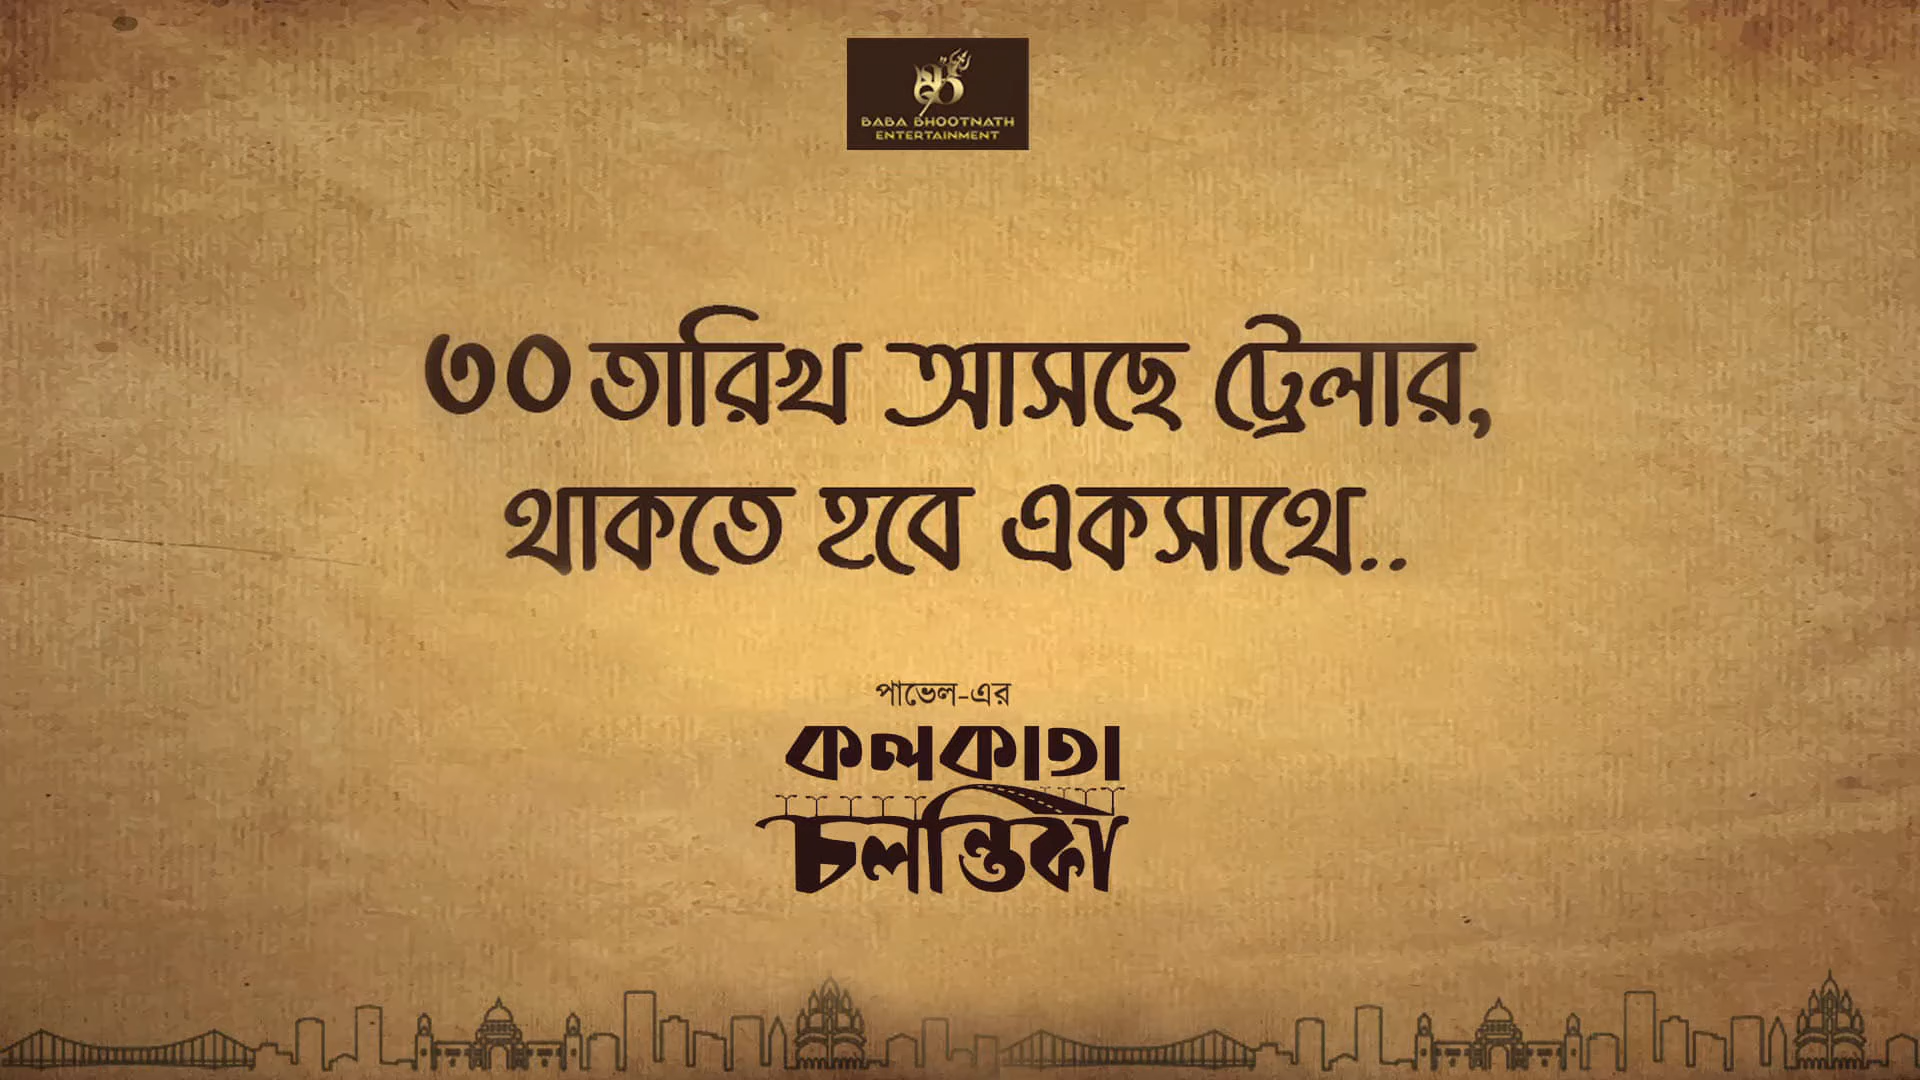 BABA BHOOTNATH
ENTERTAINMENT
৩০ তারিখ আসছে ট্রেলার,
থাকতে হবে একসাথে..
পাভেল-এর
কলকাতা
চলন্তিকা